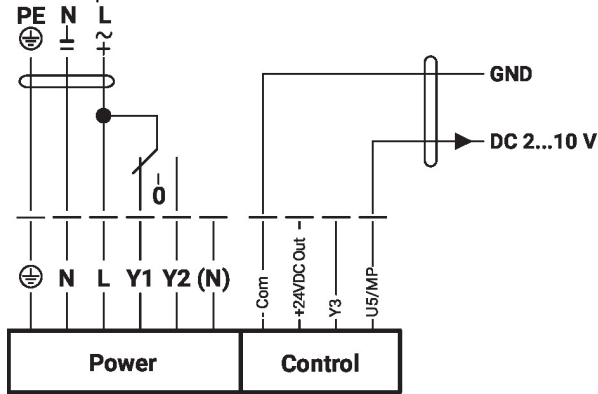 PE N L
GND
DC 2...10 V
0
N L Y1 Y2 (N)
- Com
+24VDC Out
Y3
U5/MP
Power
Control